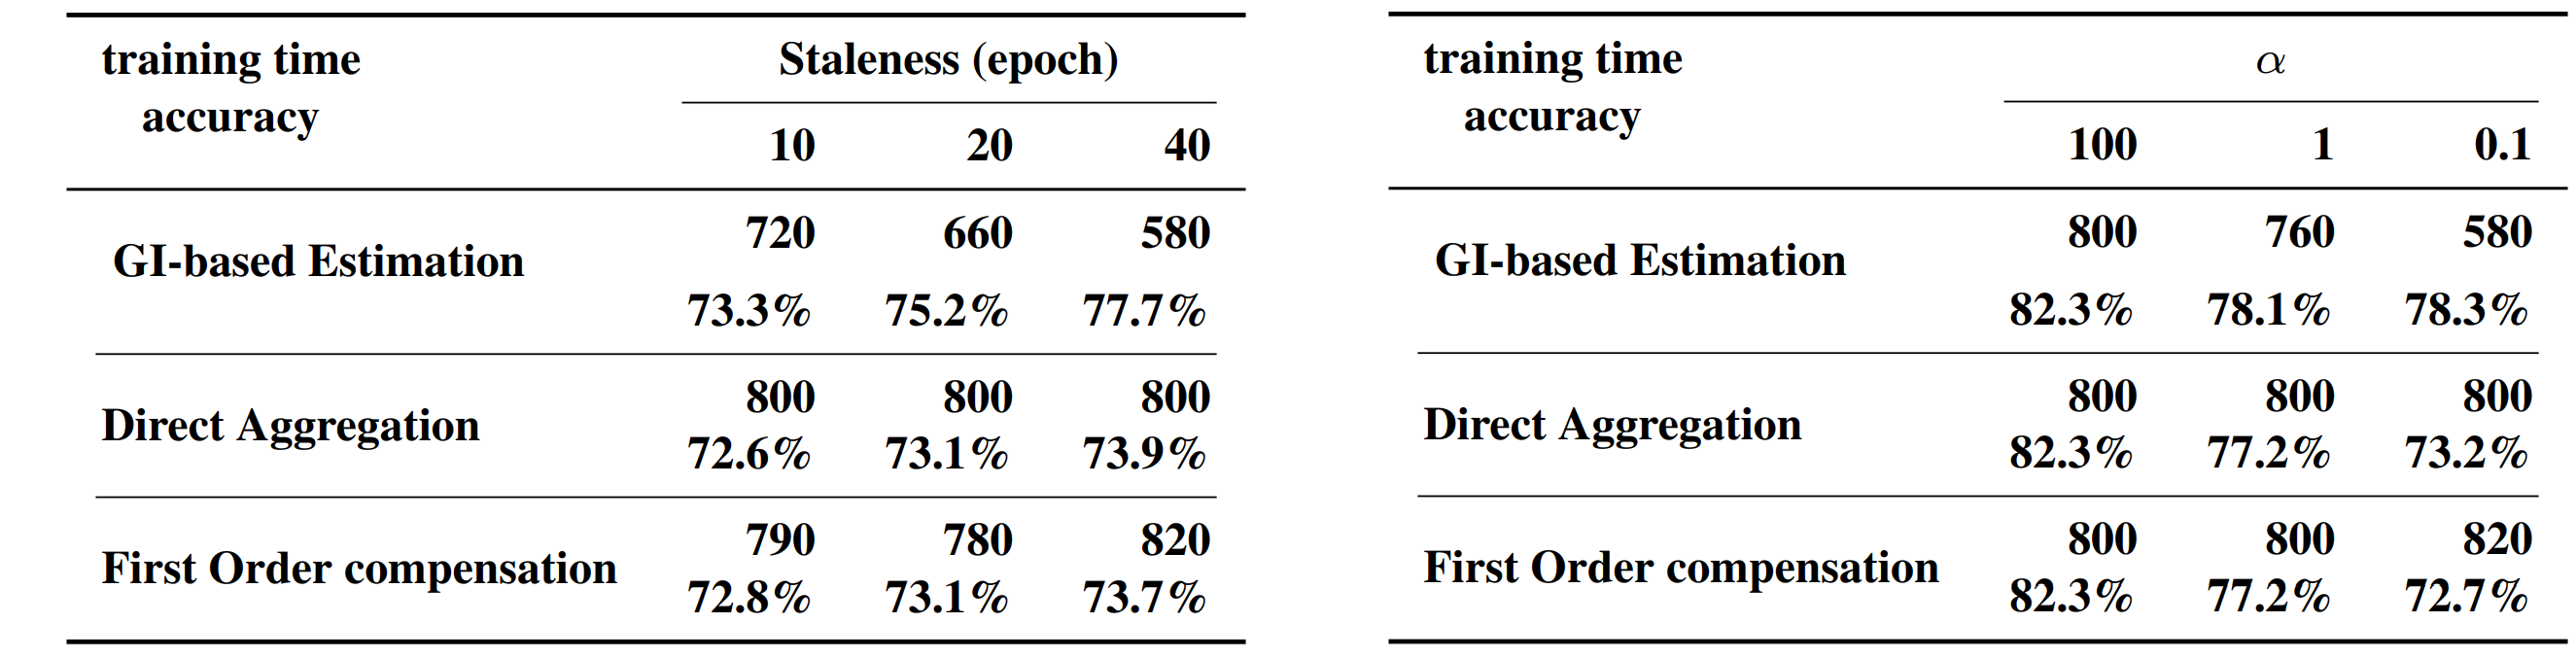 training time
accuracy
Staleness (epoch)
10 20 40
GI-based Estimation
720 660 580
73.3% 75.2% 77.7%
Direct Aggregation
800 800 800
72.6% 73.1% 73.9%
First Order compensation
790 780 820
72.8% 73.1% 73.7%
training time
accuracy
α
100 1 0.1
GI-based Estimation
800 760 580
82.3% 78.1% 78.3%
Direct Aggregation
800 800 800
82.3% 77.2% 73.2%
First Order compensation
800 800 820
82.3% 77.2% 72.7%